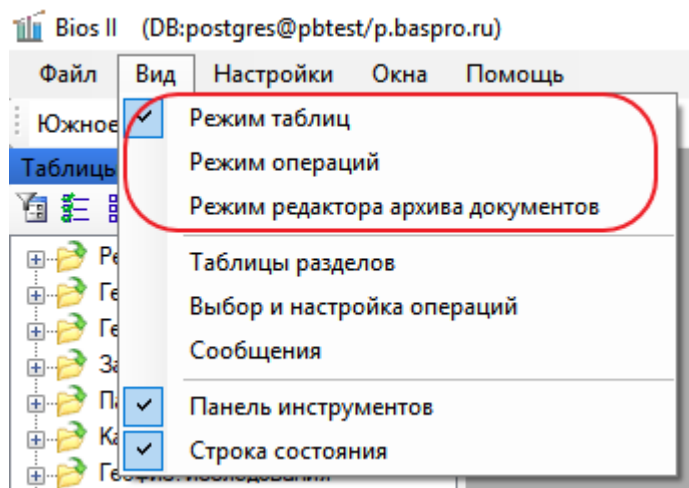 Bios II (DB:postgres@pbtest/p.baspro.ru)
Файл Вид Настройки Окна Помощь
Южное
Режим таблиц
Режим операций
Режим редактора архива документов
Таблицы разделов
Выбор и настройка операций
Сообщения
Панель инструментов
Строка состояния